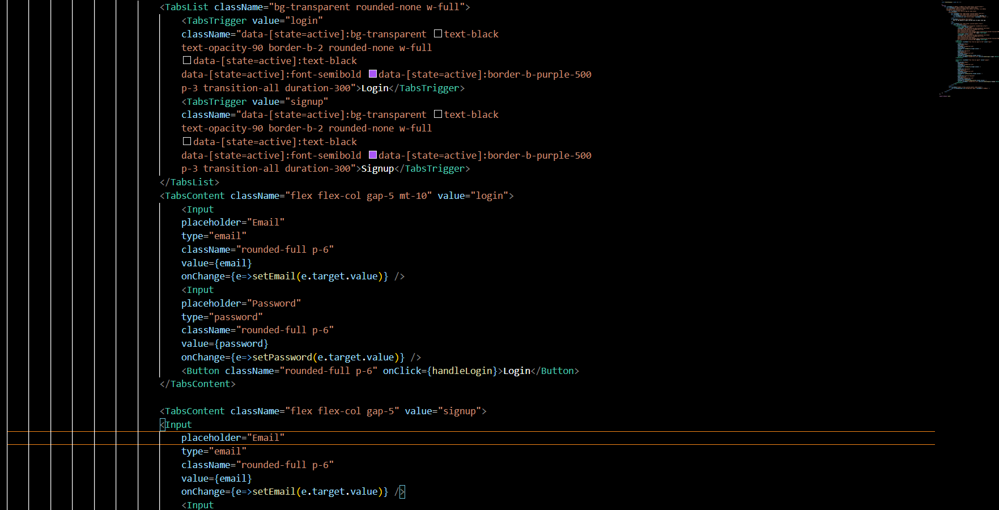 <TabsList className="bg-transparent rounded-none w-full">
<TabsTrigger value="login"
className="data-[state=active]:bg-transparent text-black
text-opacity-90 border-b-2 rounded-none w-full
data-[state=active]:text-black
data-[state=active]:font-semibold data-[state=active]:border-b-purple-500
p-3 transition-all duration-300">Login</TabsTrigger>
<TabsTrigger value="signup"
className="data-[state=active]:bg-transparent text-black
text-opacity-90 border-b-2 rounded-none w-full
data-[state=active]:text-black
data-[state=active]:font-semibold data-[state=active]:border-b-purple-500
p-3 transition-all duration-300">Signup</TabsTrigger>
</TabsList>
<TabsContent className="flex flex-col gap-5 mt-10" value="login">
<Input
placeholder="Email"
type="email"
className="rounded-full p-6"
value={email}
onChange={e=>setEmail(e.target.value)} />
<Input
placeholder="Password"
type="password"
className="rounded-full p-6"
value={password}
onChange={e=>setPassword(e.target.value)} />
<Button className="rounded-full p-6" onClick={handleLogin}>Login</Button>
</TabsContent>
<TabsContent className="flex flex-col gap-5" value="signup">
<Input
placeholder="Email"
type="email"
className="rounded-full p-6"
value={email}
onChange={e=>setEmail(e.target.value)} />
<Input